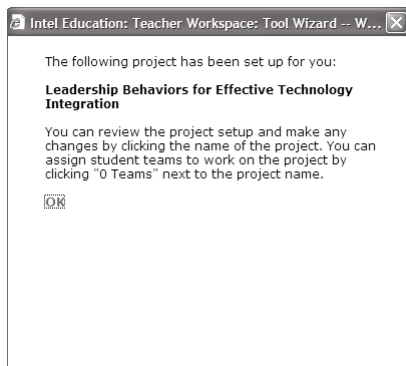 Intel Education: Teacher Workspace: Tool Wizard -- W...
The following project has been set up for you:
Leadership Behaviors for Effective Technology
Integration
You can review the project setup and make any
changes by clicking the name of the project. You can
assign student teams to work on the project by
clicking "0 Teams" next to the project name.
OK